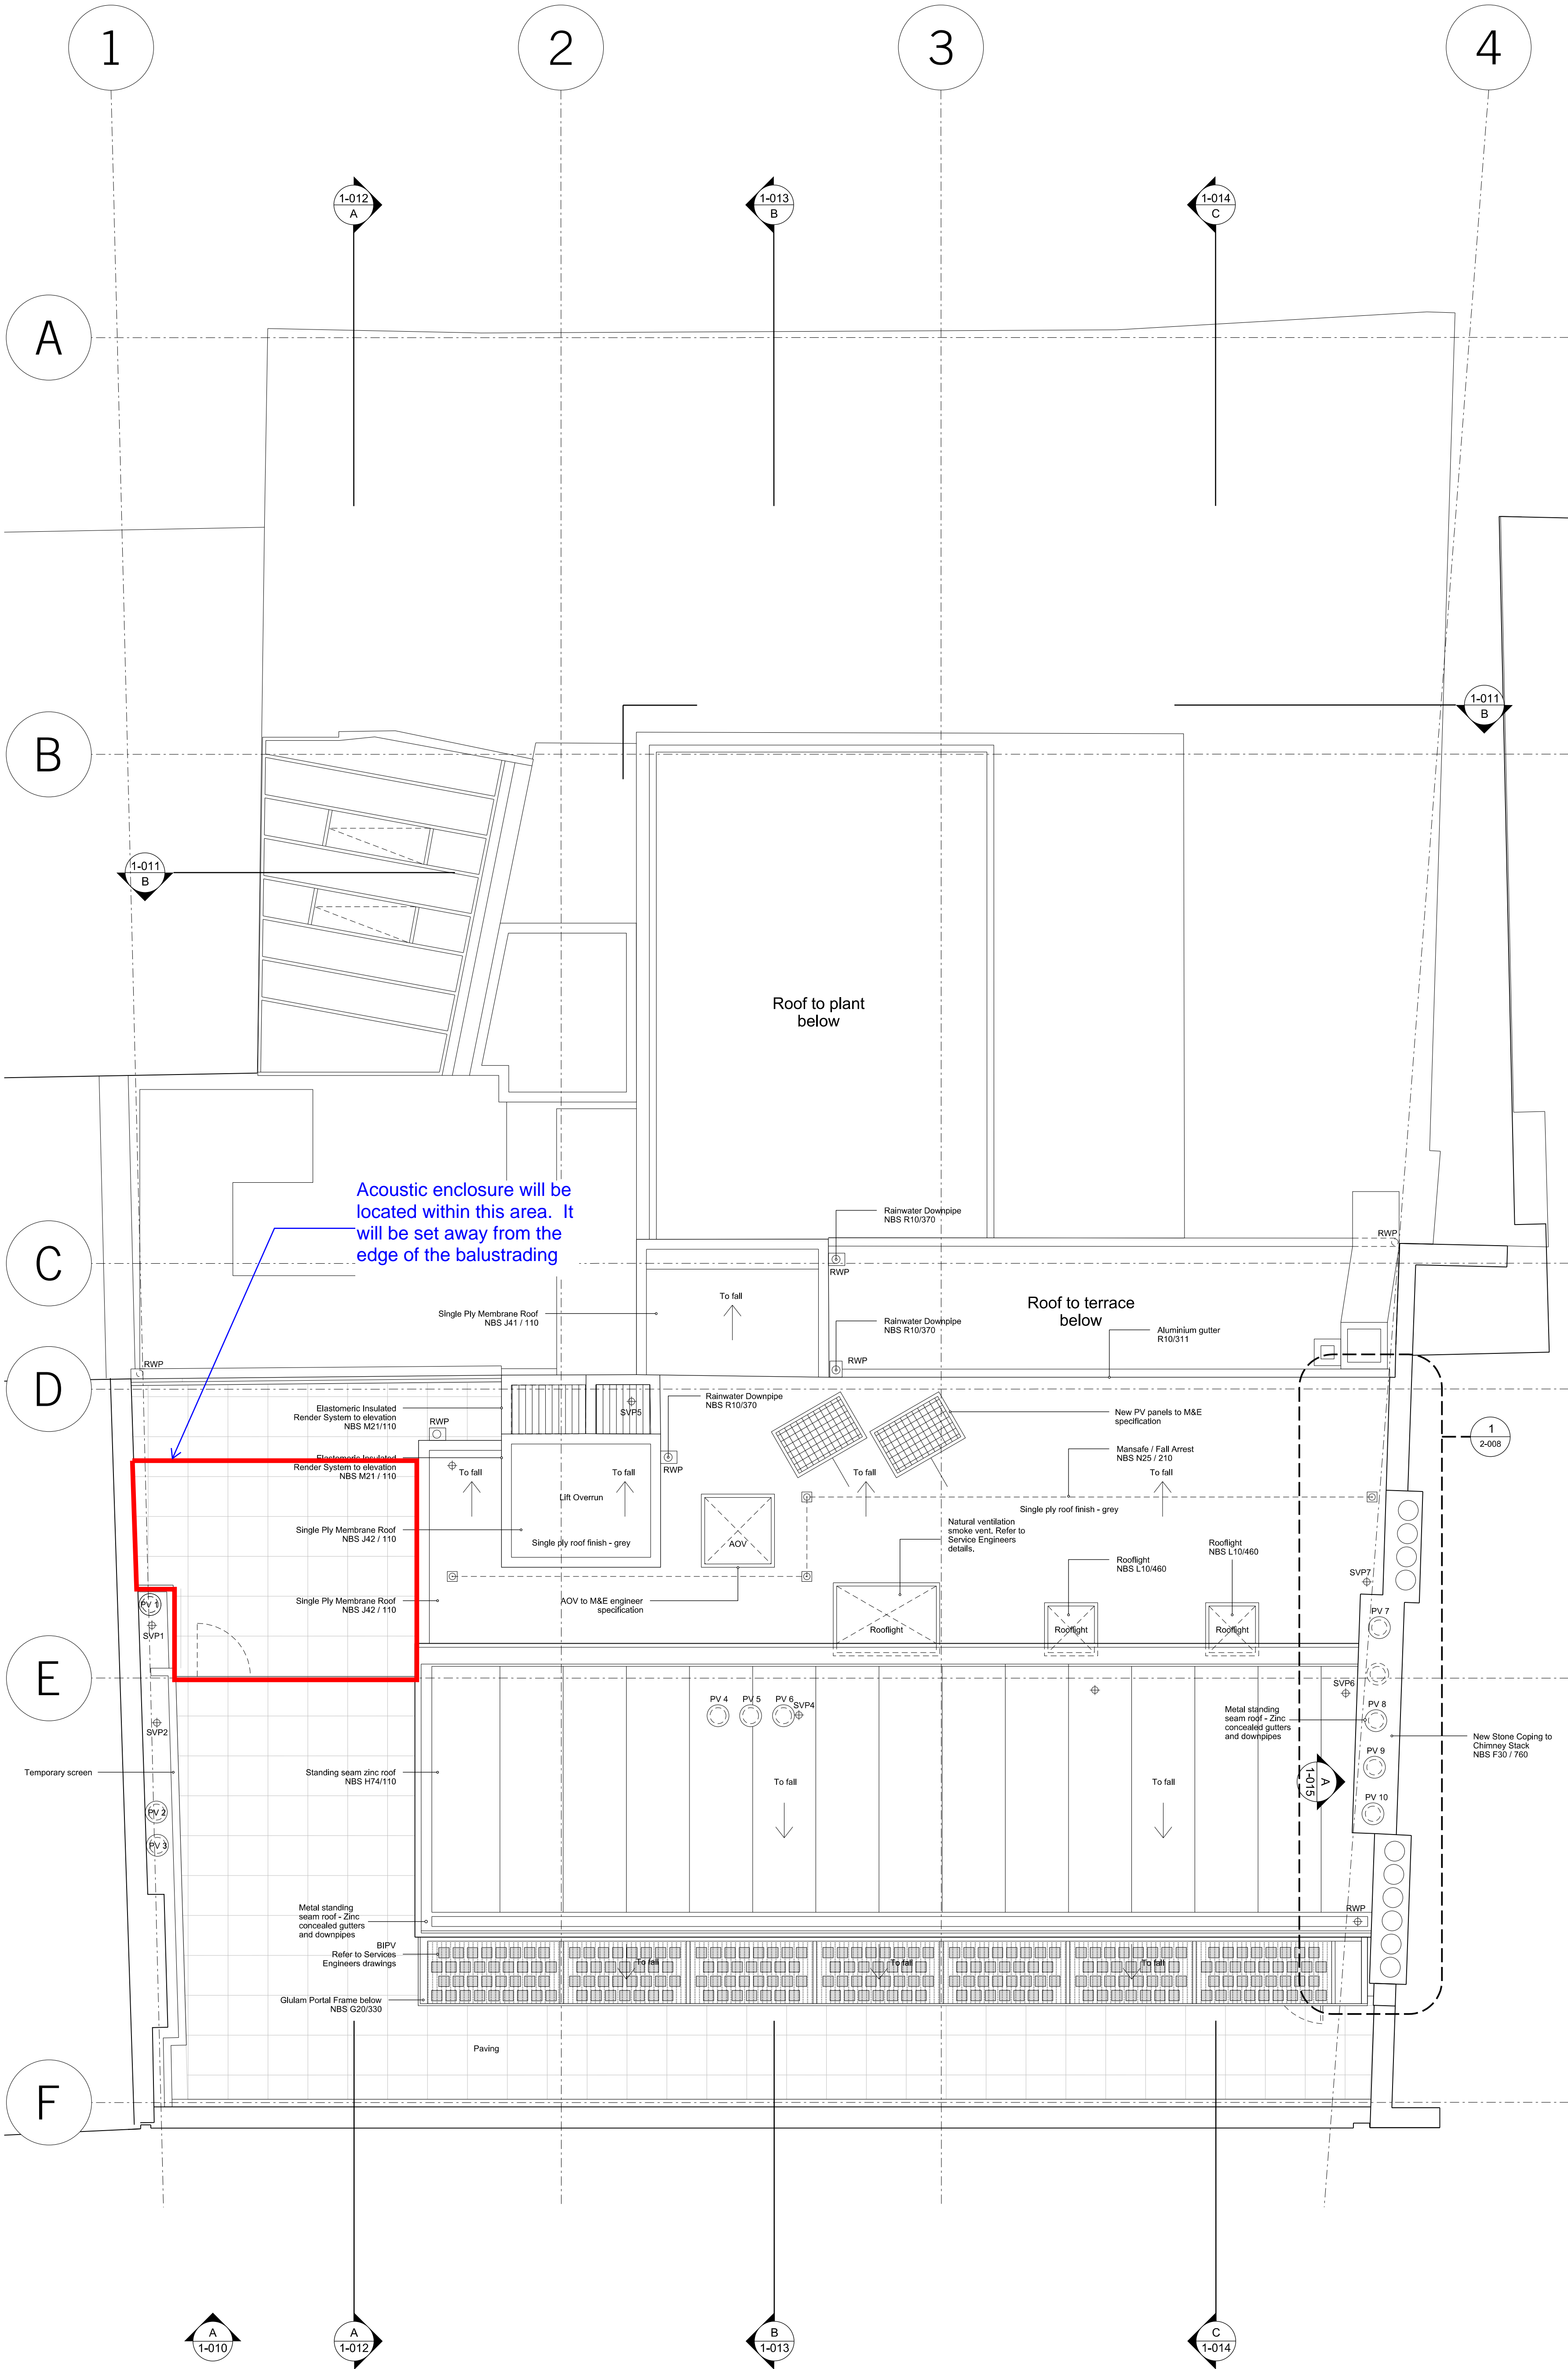 1
2
3
4
1-012
A
1-013
B
1-014
C
A
1-011
B
B
1-011
B
Roof to plant
below
Acoustic enclosure will be
located within this area. It
will be set away from the
edge of the balustrading
C
Rainwater Downpipe
NBS R10/370
RWP
RWP
To fall
Roof to terrace
below
Single Ply Membrane Roof
NBS J41 / 110
Rainwater Downpipe
NBS R10/370
Aluminium gutter
R10/311
RWP
RWP
D
Elastomeric Insulated
Render System to elevation
NBS M21/110
RWP
SVP5
Rainwater Downpipe
NBS R10/370
New PV panels to M&E
specification
1
2-008
Elastomeric Insulated
Render System to elevation
NBS M21 / 110
To fall
To fall
RWP
To fall
Mansafe / Fall Arrest
NBS N25 / 210
To fall
Lift Overrun
Single ply roof finish - grey
Single Ply Membrane Roof
NBS J42 / 110
Single ply roof finish - grey
AOV
Natural ventilation
smoke vent. Refer to
Service Engineers
details.
Rooflight
NBS L10/460
Rooflight
NBS L10/460
SVP7
Single Ply Membrane Roof
NBS J42 / 110
AOV to M&E engineer
specification
PV 1
SVP1
Rooflight
Rooflight
Rooflight
PV 7
E
SVP6
PV 4
PV 5
PV 6
SVP4
SVP2
Metal standing
seam roof - Zinc
concealed gutters
and downpipes
PV 8
New Stone Coping to
Chimney Stack
NBS F30 / 760
PV 9
Temporary screen
Standing seam zinc roof
NBS H74/110
To fall
To fall
A
1-015
PV 10
PV 2
PV 3
Metal standing
seam roof - Zinc
concealed gutters
and downpipes
RWP
BIPV
Refer to Services
Engineers drawings
To fall
To fall
To fall
Glulam Portal Frame below
NBS G20/330
Paving
F
A
1-010
A
1-012
B
1-013
C
1-014